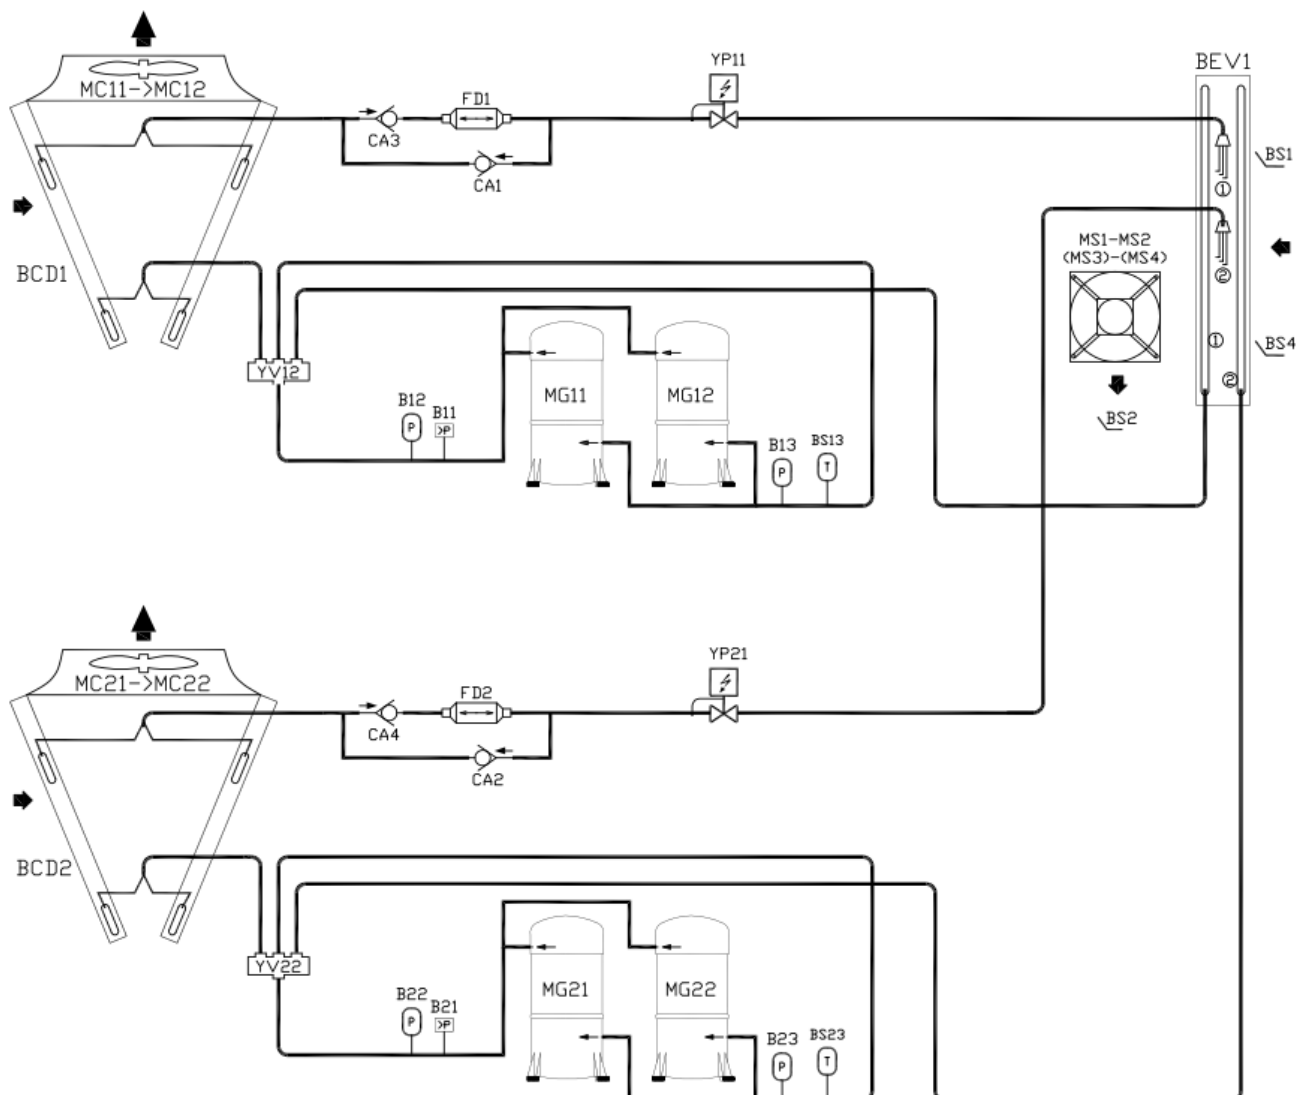 YP11
BEV1
MC11->MC12
FD1
CA3
BS1
CA1
①
MS1-MS2
(MS3)-(MS4)
BCD1
②
①
BS4
YV12
②
MG11
MG12
B12
B11
BS2
P
>P
B13
BS13
P
T
YP21
MC21->MC22
FD2
CA4
CA2
BCD2
YV22
MG21
MG22
B22
B21
P
>P
B23
BS23
P
T